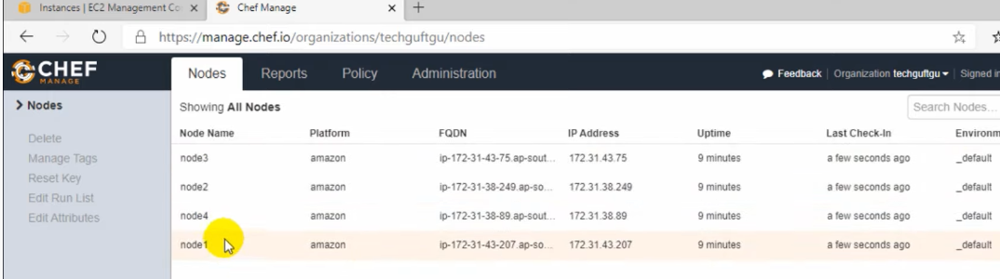 Instances | EC2 Management Co
Chef Manage
https://manage.chef.io/organizations/techguftgu/nodes
CHEF
MANAGE
Nodes Reports Policy Administration
Feedback Organization techguftgu Signed in
Nodes
Delete
Manage Tags
Reset Key
Edit Run List
Edit Attributes
Showing All Nodes
Search Nodes...
Node Name Platform FQDN IP Address Uptime Last Check-In Environm
node3 amazon ip-172-31-43-75.ap-sout... 172.31.43.75 9 minutes a few seconds ago _default
node2 amazon ip-172-31-38-249.ap-so... 172.31.38.249 9 minutes a few seconds ago _default
node4 amazon ip-172-31-38-89.ap-sout... 172.31.38.89 9 minutes a few seconds ago _default
node1 amazon ip-172-31-43-207.ap-so... 172.31.43.207 9 minutes a few seconds ago _default